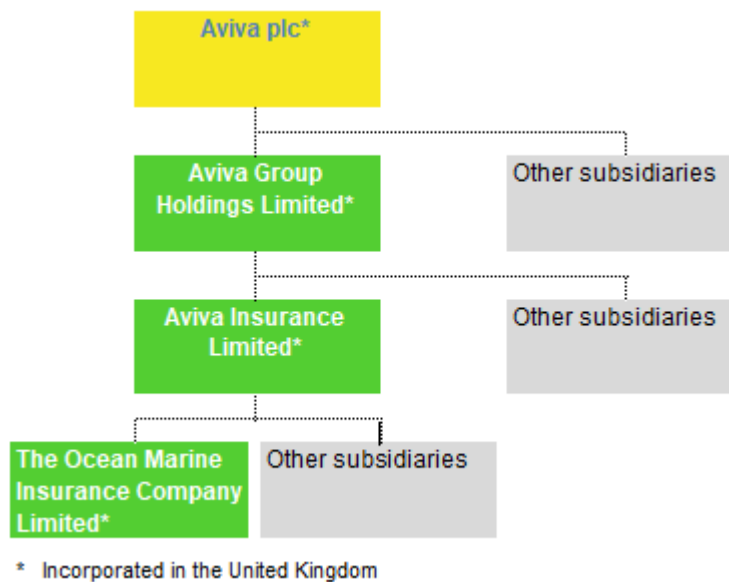 Aviva plc*
Aviva Group
Holdings Limited*
Other subsidiaries
Aviva Insurance
Limited*
Other subsidiaries
The Ocean Marine
Insurance Company
Limited*
Other subsidiaries
* Incorporated in the United Kingdom